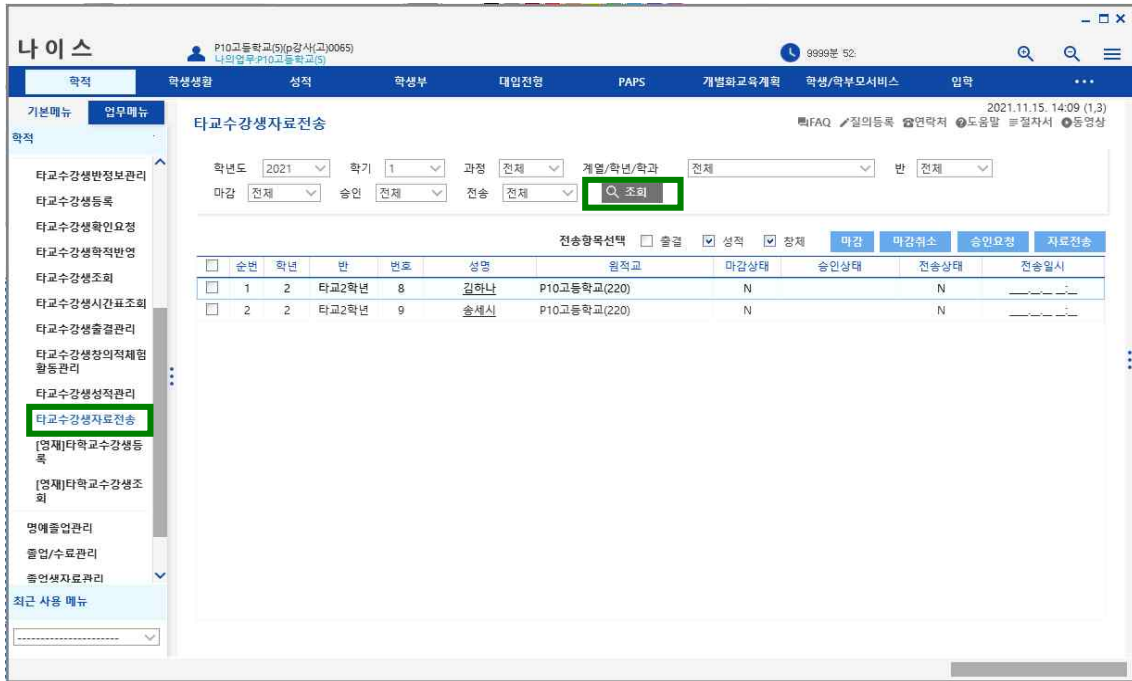 나이스
P10고등학교(5)(p강사(고)0065)
나의업무:P10고등학교(5)
9999분 52
학적 학생생활 성적 학생부 대입전형 PAPS 개별화교육계획 학생/학부모서비스 입학
기본메뉴 업무메뉴
학적
타교수강생반정보관리
타교수강생등록
타교수강생확인요청
타교수강생학적반영
타교수강생조회
타교수강생시간표조회
타교수강생출결관리
타교수강생창의적체험
활동관리
타교수강생성적관리
타교수강생자료전송
[영재]타학교수강생등
록
[영재]타학교수강생조
회
명예졸업관리
졸업/수료관리
졸업생자료관리
최근 사용 메뉴
----------------------
2021.11.15. 14:09 (1,3)
타교수강생자료전송
FAQ 질의등록 연락처 도움말 절차서 동영상
학년도 2021 학기 1 과정 전체 계열/학년/학과 전체 반 전체
마감 전체 승인 전체 전송 전체 조회
전송항목선택 출결 성적 창체 마감 마감취소 승인요청 자료전송
순번 학년 반 번호 성명 원적교 마감상태 승인상태 전송상태 전송일시
1 2 타교2학년 8 김하나 P10고등학교(220) N N ____.__.__ __:__
2 2 타교2학년 9 송세시 P10고등학교(220) N N ____.__.__ __:__